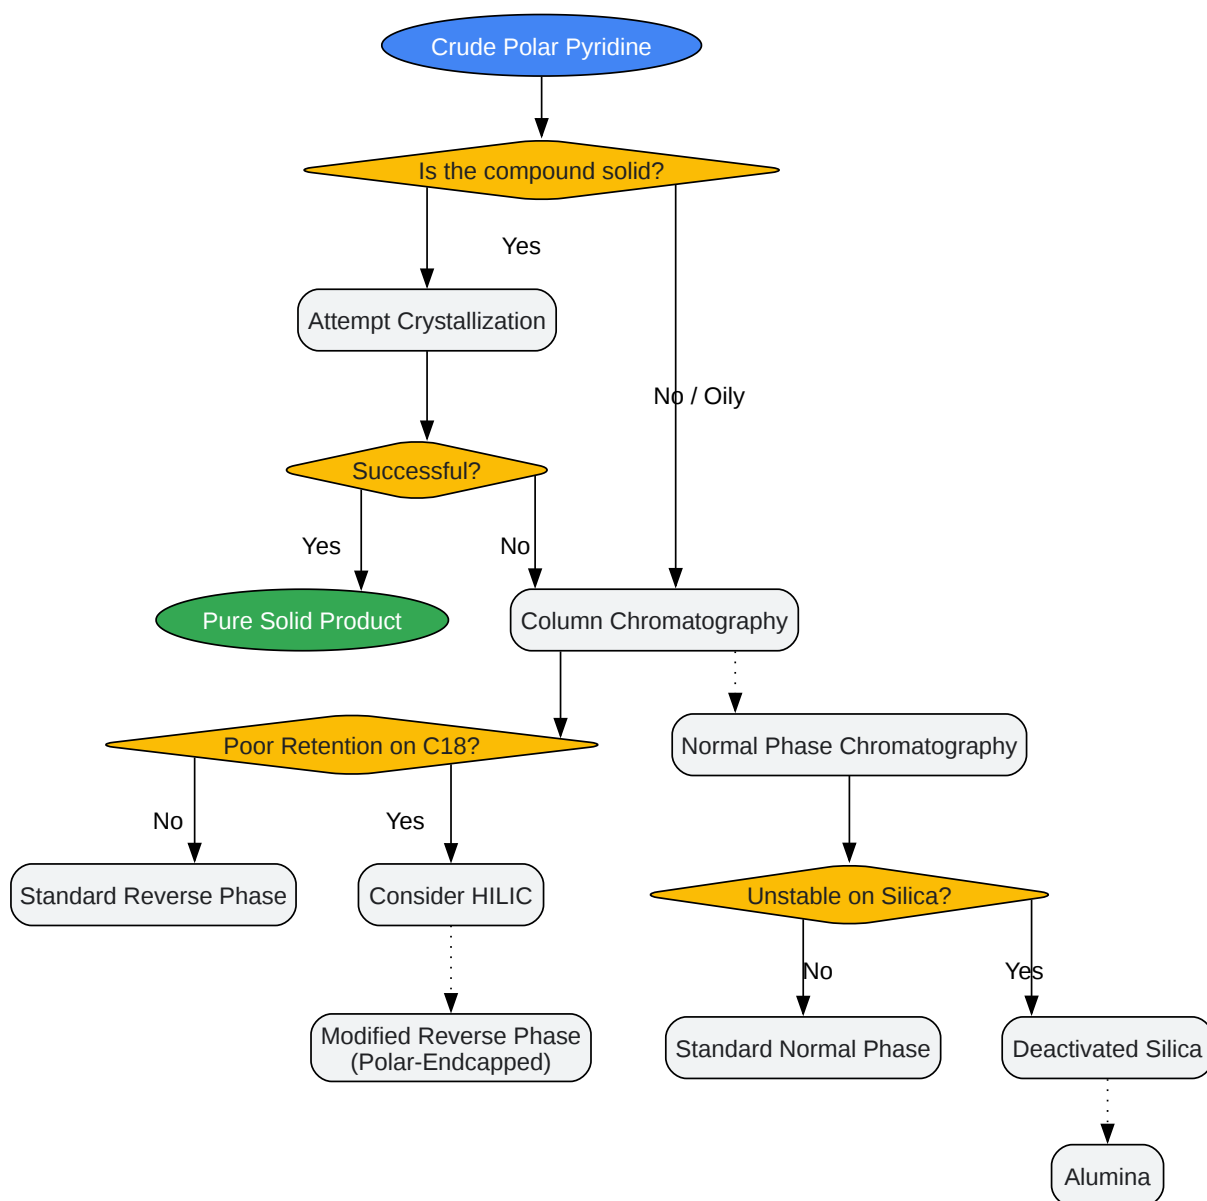 Crude Polar Pyridine
Is the compound solid?
Yes
Attempt Crystallization
No / Oily
Successful?
Yes
No
Pure Solid Product
Column Chromatography
Poor Retention on C18?
Normal Phase Chromatography
No
Yes
Standard Reverse Phase
Consider HILIC
Unstable on Silica?
No
Yes
Modified Reverse Phase
(Polar-Endcapped)
Standard Normal Phase
Deactivated Silica
Alumina